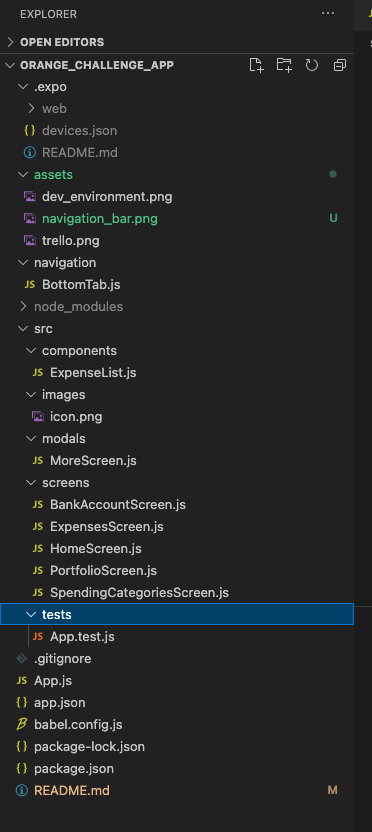 EXPLORER
OPEN EDITORS
ORANGE_CHALLENGE_APP
.expo
web
{} devices.json
README.md
assets
dev_environment.png
navigation_bar.png U
trello.png
navigation
JS BottomTab.js
node_modules
src
components
JS ExpenseList.js
images
icon.png
modals
JS MoreScreen.js
screens
JS BankAccountScreen.js
JS ExpensesScreen.js
JS HomeScreen.js
JS PortfolioScreen.js
JS SpendingCategoriesScreen.js
tests
JS App.test.js
.gitignore
JS App.js
{} app.json
babel.config.js
{} package-lock.json
{} package.json
README.md M